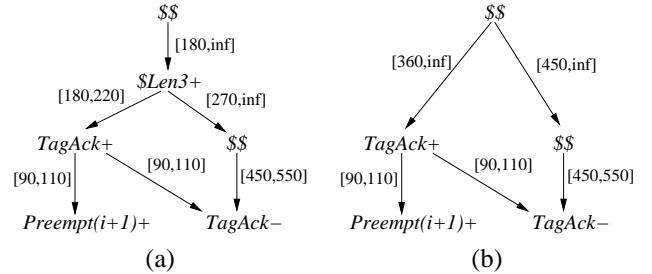 $$
[180,inf]
$Len3+
[180,220]
[270,inf]
TagAck+
$$
[90,110]
[90,110]
[450,550]
Preempt(i+1)+
TagAck−
(a)
$$
[360,inf]
[450,inf]
TagAck+
$$
[90,110]
[90,110]
[450,550]
Preempt(i+1)+
TagAck−
(b)